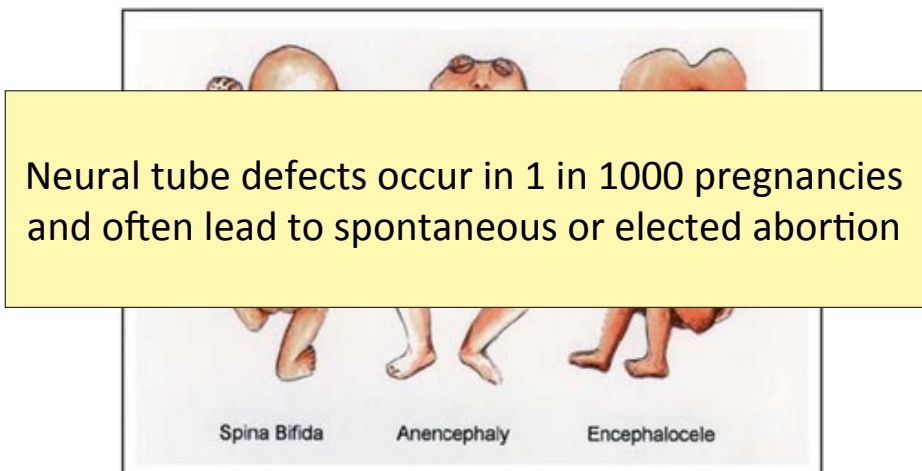 Neural tube defects occur in 1 in 1000 pregnancies
and often lead to spontaneous or elected abortion
Spina Bifida Anencephaly Encephalocele